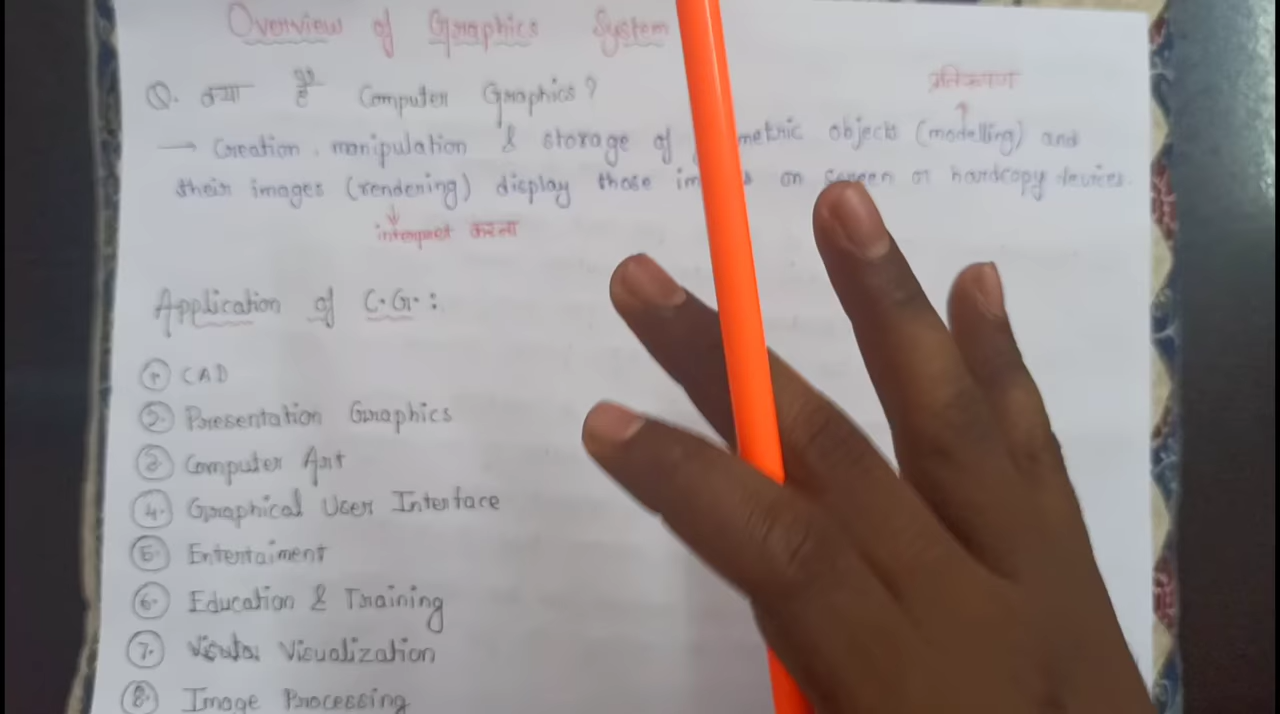 Overview of Graphics System
Q. क्या है Computer Graphics?
→ Creation, manipulation & storage of metric objects (modelling) and
their images (rendering) display those on screen or hardcopy devices.
interpret करना
Application of C.G.:
1. CAD
2. Presentation Graphics
3. Computer Art
4. Graphical User Interface
5. Entertaiment
6. Education & Training
7. Visualization
8. Image Processing